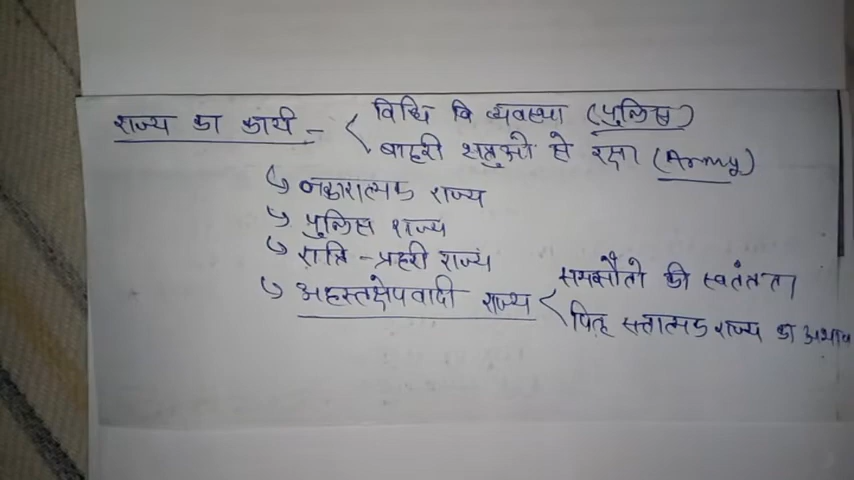 राज्य का कार्य - < विधि वि व्यवस्था (पुलिस)
बाहरी शत्रुओ से रक्षा (Army)
↳ नकारात्मक राज्य
↳ पुलिस राज्य
↳ रात्रि - प्रहरी राज्य
↳ अहस्तक्षेपवादी राज्य < समझौतो की स्वतंत्रता
पितृ सत्तात्मक राज्य का अभाव